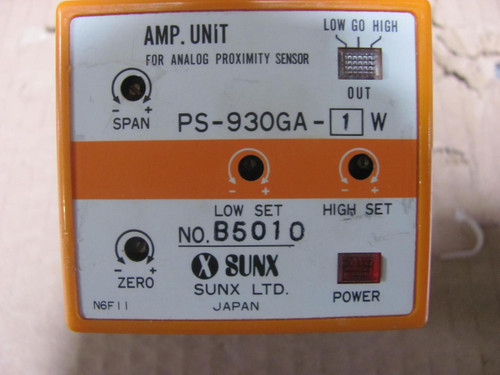 AMP. UNIT
FOR ANALOG PROXIMITY SENSOR
LOW GO HIGH
OUT
- +
SPAN
PS-930GA-1W
- +
LOW SET
- +
HIGH SET
NO. B5010
- +
ZERO
SUNX
SUNX LTD.
JAPAN
POWER
N6F11